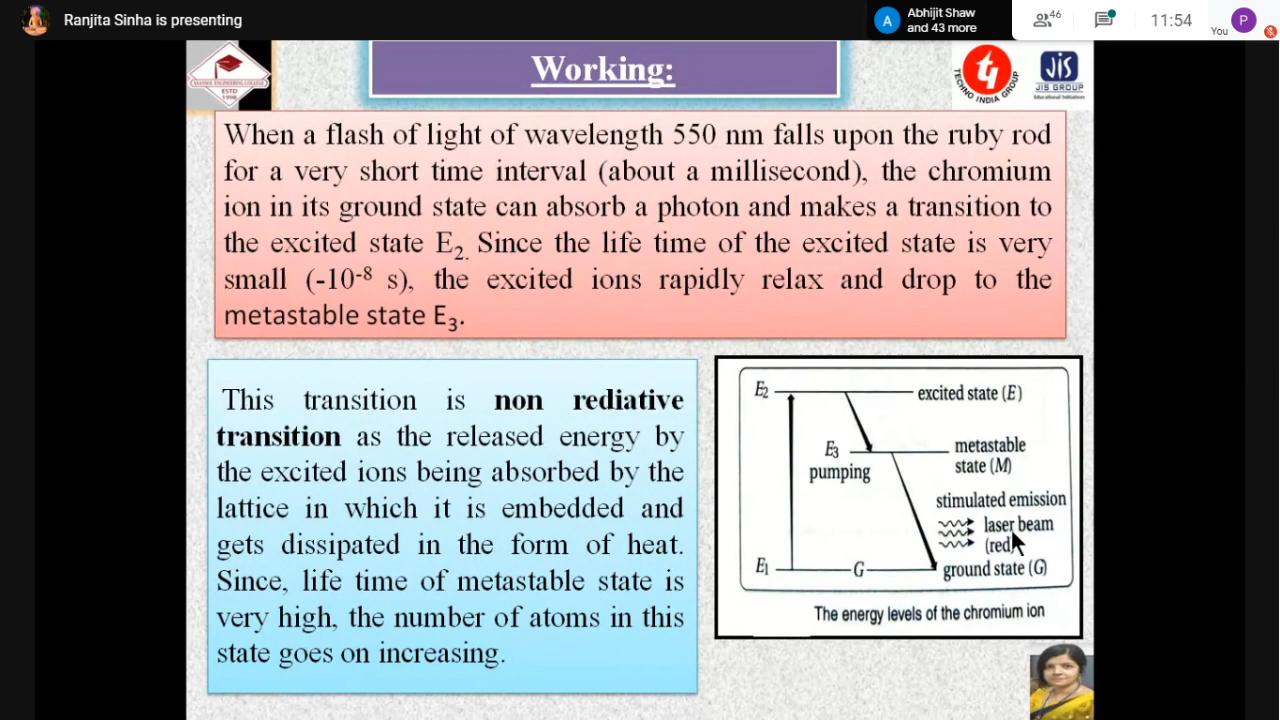 Ranjita Sinha is presenting
A
Abhijit Shaw
and 43 more
46
11:54
You
P
Working:
ESTD
1998
TECHNO INDIA GROUP
JIS
JIS GROUP
Educational Initiatives
When a flash of light of wavelength 550 nm falls upon the ruby rod
for a very short time interval (about a millisecond), the chromium
ion in its ground state can absorb a photon and makes a transition to
the excited state E2. Since the life time of the excited state is very
small (-10-8 s), the excited ions rapidly relax and drop to the
metastable state E3.
This transition is non rediative
transition as the released energy by
the excited ions being absorbed by the
lattice in which it is embedded and
gets dissipated in the form of heat.
Since, life time of metastable state is
very high, the number of atoms in this
state goes on increasing.
E2
excited state (E)
E3
metastable
pumping
state (M)
stimulated emission
laser beam
(red)
E1
G
ground state (G)
The energy levels of the chromium ion